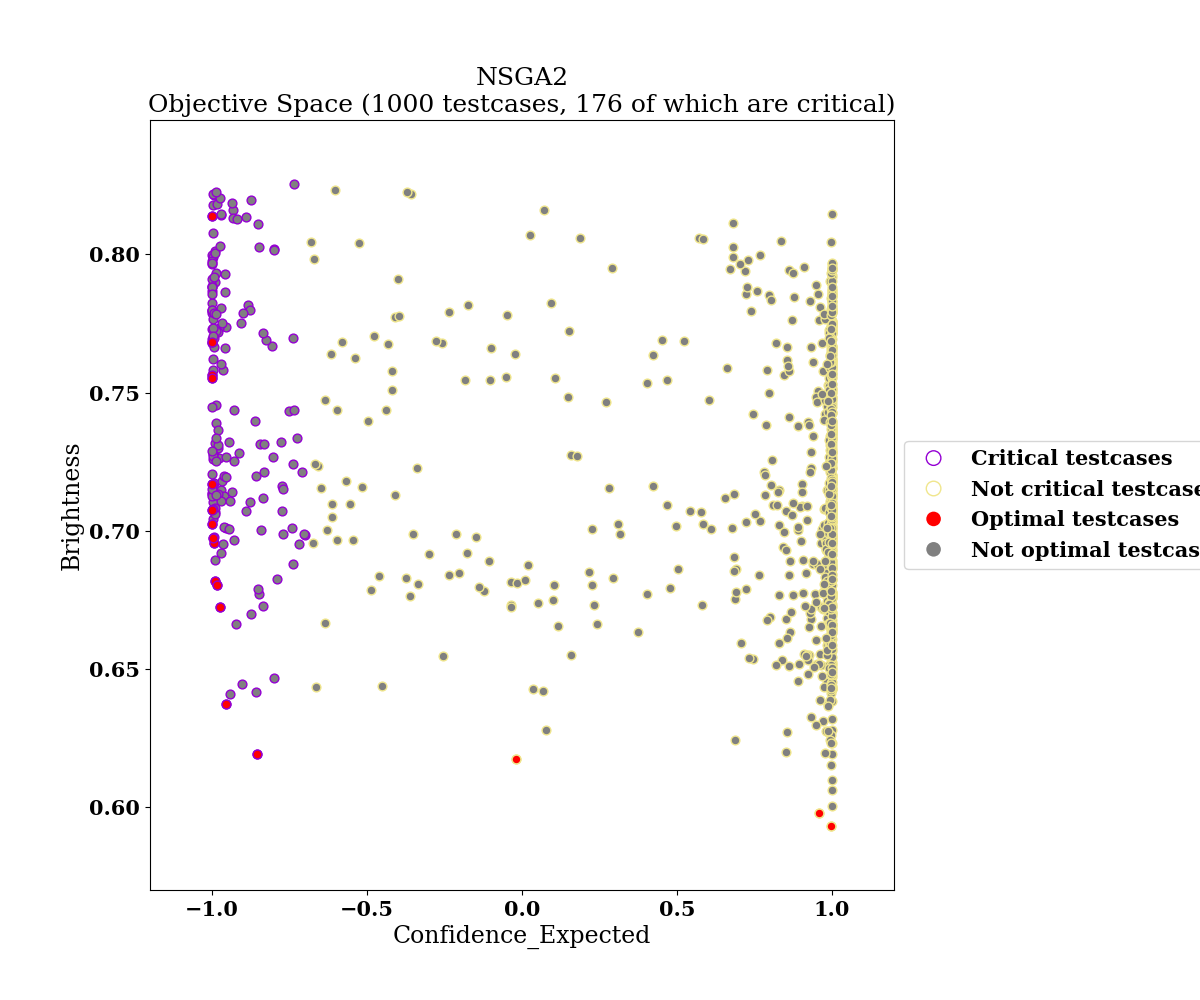 NSGA2
Objective Space (1000 testcases, 176 of which are critical)
0.80
0.75
0.70
0.65
0.60
Brightness
−1.0
−0.5
0.0
0.5
1.0
Confidence_Expected
Critical testcases
Not critical testcase
Optimal testcases
Not optimal testcas